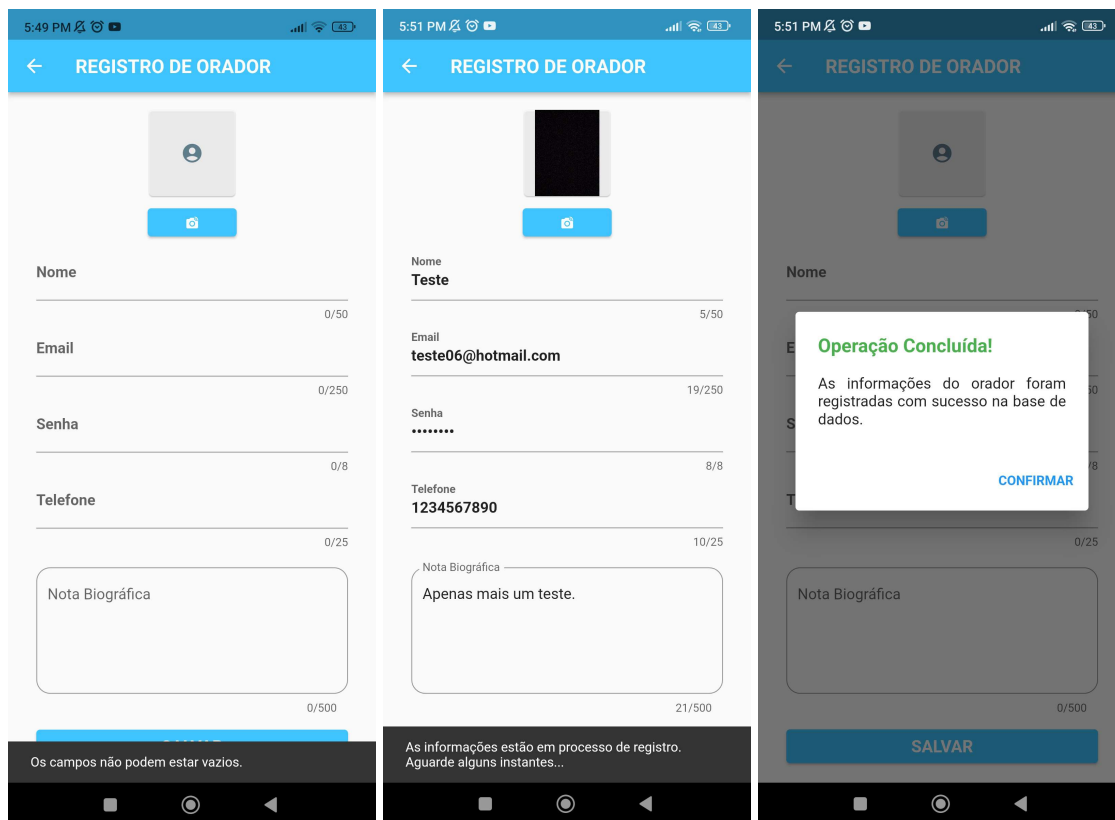 5:49 PM
43
REGISTRO DE ORADOR
Nome
0/50
Email
0/250
Senha
0/8
Telefone
0/25
Nota Biográfica
0/500
Os campos não podem estar vazios.
5:51 PM
43
REGISTRO DE ORADOR
Nome
Teste
5/50
Email
teste06@hotmail.com
19/250
Senha
••••••••
8/8
Telefone
1234567890
10/25
Nota Biográfica
Apenas mais um teste.
21/500
As informações estão em processo de registro.
Aguarde alguns instantes...
5:51 PM
43
REGISTRO DE ORADOR
Nome
Operação Concluída!
As informações do orador foram
registradas com sucesso na base de
dados.
CONFIRMAR
0/25
Nota Biográfica
0/500
SALVAR